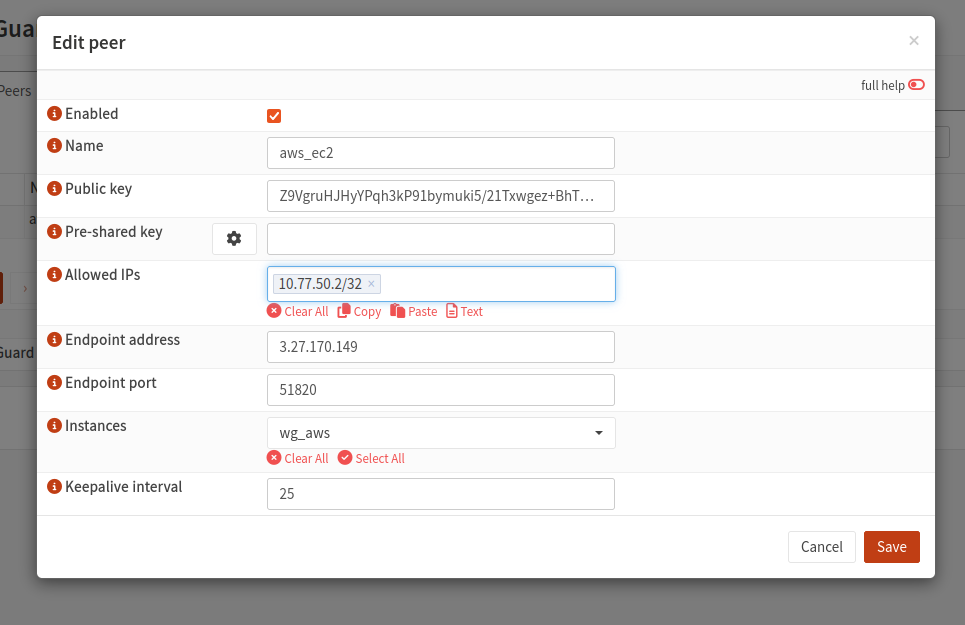 Edit peer
×
full help
Peers
Enabled
Name
aws_ec2
Public key
Z9VgruHJHyYPqh3kP91bymuki5/21Txwgez+BhT...
Pre-shared key
Allowed IPs
10.77.50.2/32 ×
Clear All Copy Paste Text
Endpoint address
3.27.170.149
Guard
Endpoint port
51820
Instances
wg_aws
Clear All Select All
Keepalive interval
25
Cancel Save